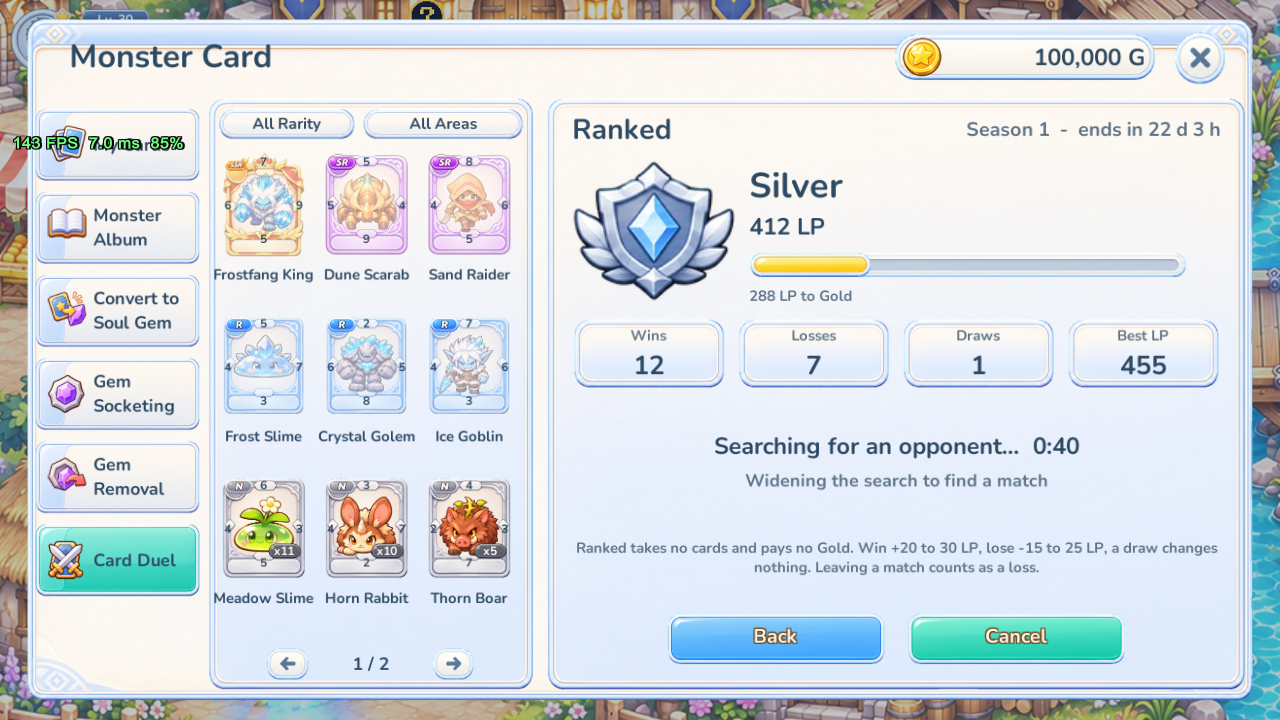 Lv. 30
?
Monster Card
100,000 G
143 FPS 7.0 ms 85%
Monster
Album
Convert to
Soul Gem
Gem
Socketing
Gem
Removal
Card Duel
All Rarity
All Areas
7
6
9
5
Frostfang King
SR
5
5
4
9
Dune Scarab
SR
8
4
6
5
Sand Raider
R
5
4
7
3
Frost Slime
R
2
6
5
8
Crystal Golem
R
7
4
6
3
Ice Goblin
N
6
4
3
x11
5
Meadow Slime
N
3
4
7
x10
2
Horn Rabbit
N
4
2
3
x5
7
Thorn Boar
1 / 2
Ranked
Season 1 - ends in 22 d 3 h
Silver
412 LP
288 LP to Gold
Wins
12
Losses
7
Draws
1
Best LP
455
Searching for an opponent... 0:40
Widening the search to find a match
Ranked takes no cards and pays no Gold. Win +20 to 30 LP, lose -15 to 25 LP, a draw changes
nothing. Leaving a match counts as a loss.
Back
Cancel